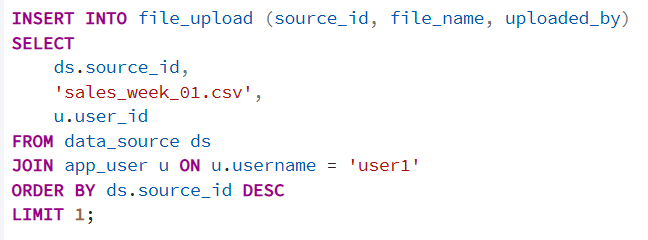 INSERT INTO file_upload (source_id, file_name, uploaded_by)
SELECT
    ds.source_id,
    'sales_week_01.csv',
    u.user_id
FROM data_source ds
JOIN app_user u ON u.username = 'user1'
ORDER BY ds.source_id DESC
LIMIT 1;